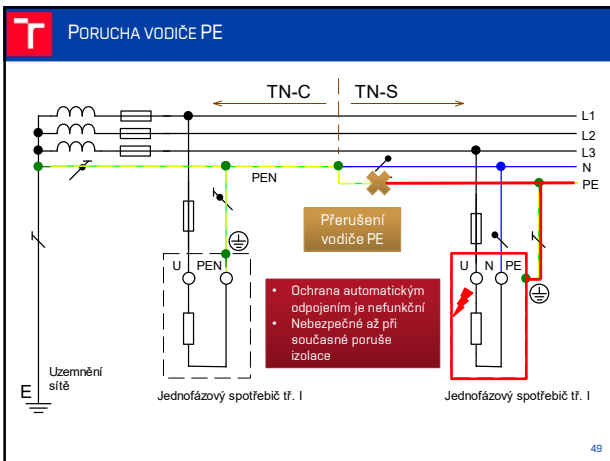 T
PORUCHA VODIČE PE
TN-C TN-S
L1
L2
L3
N
PEN
PE
Přerušení
vodiče PE
U PEN
U N PE
• Ochrana automatickým
odpojením je nefunkční
• Nebezpečné až při
současné poruše
izolace
Uzemnění
sítě
E
Jednofázový spotřebič tř. I
Jednofázový spotřebič tř. I
49